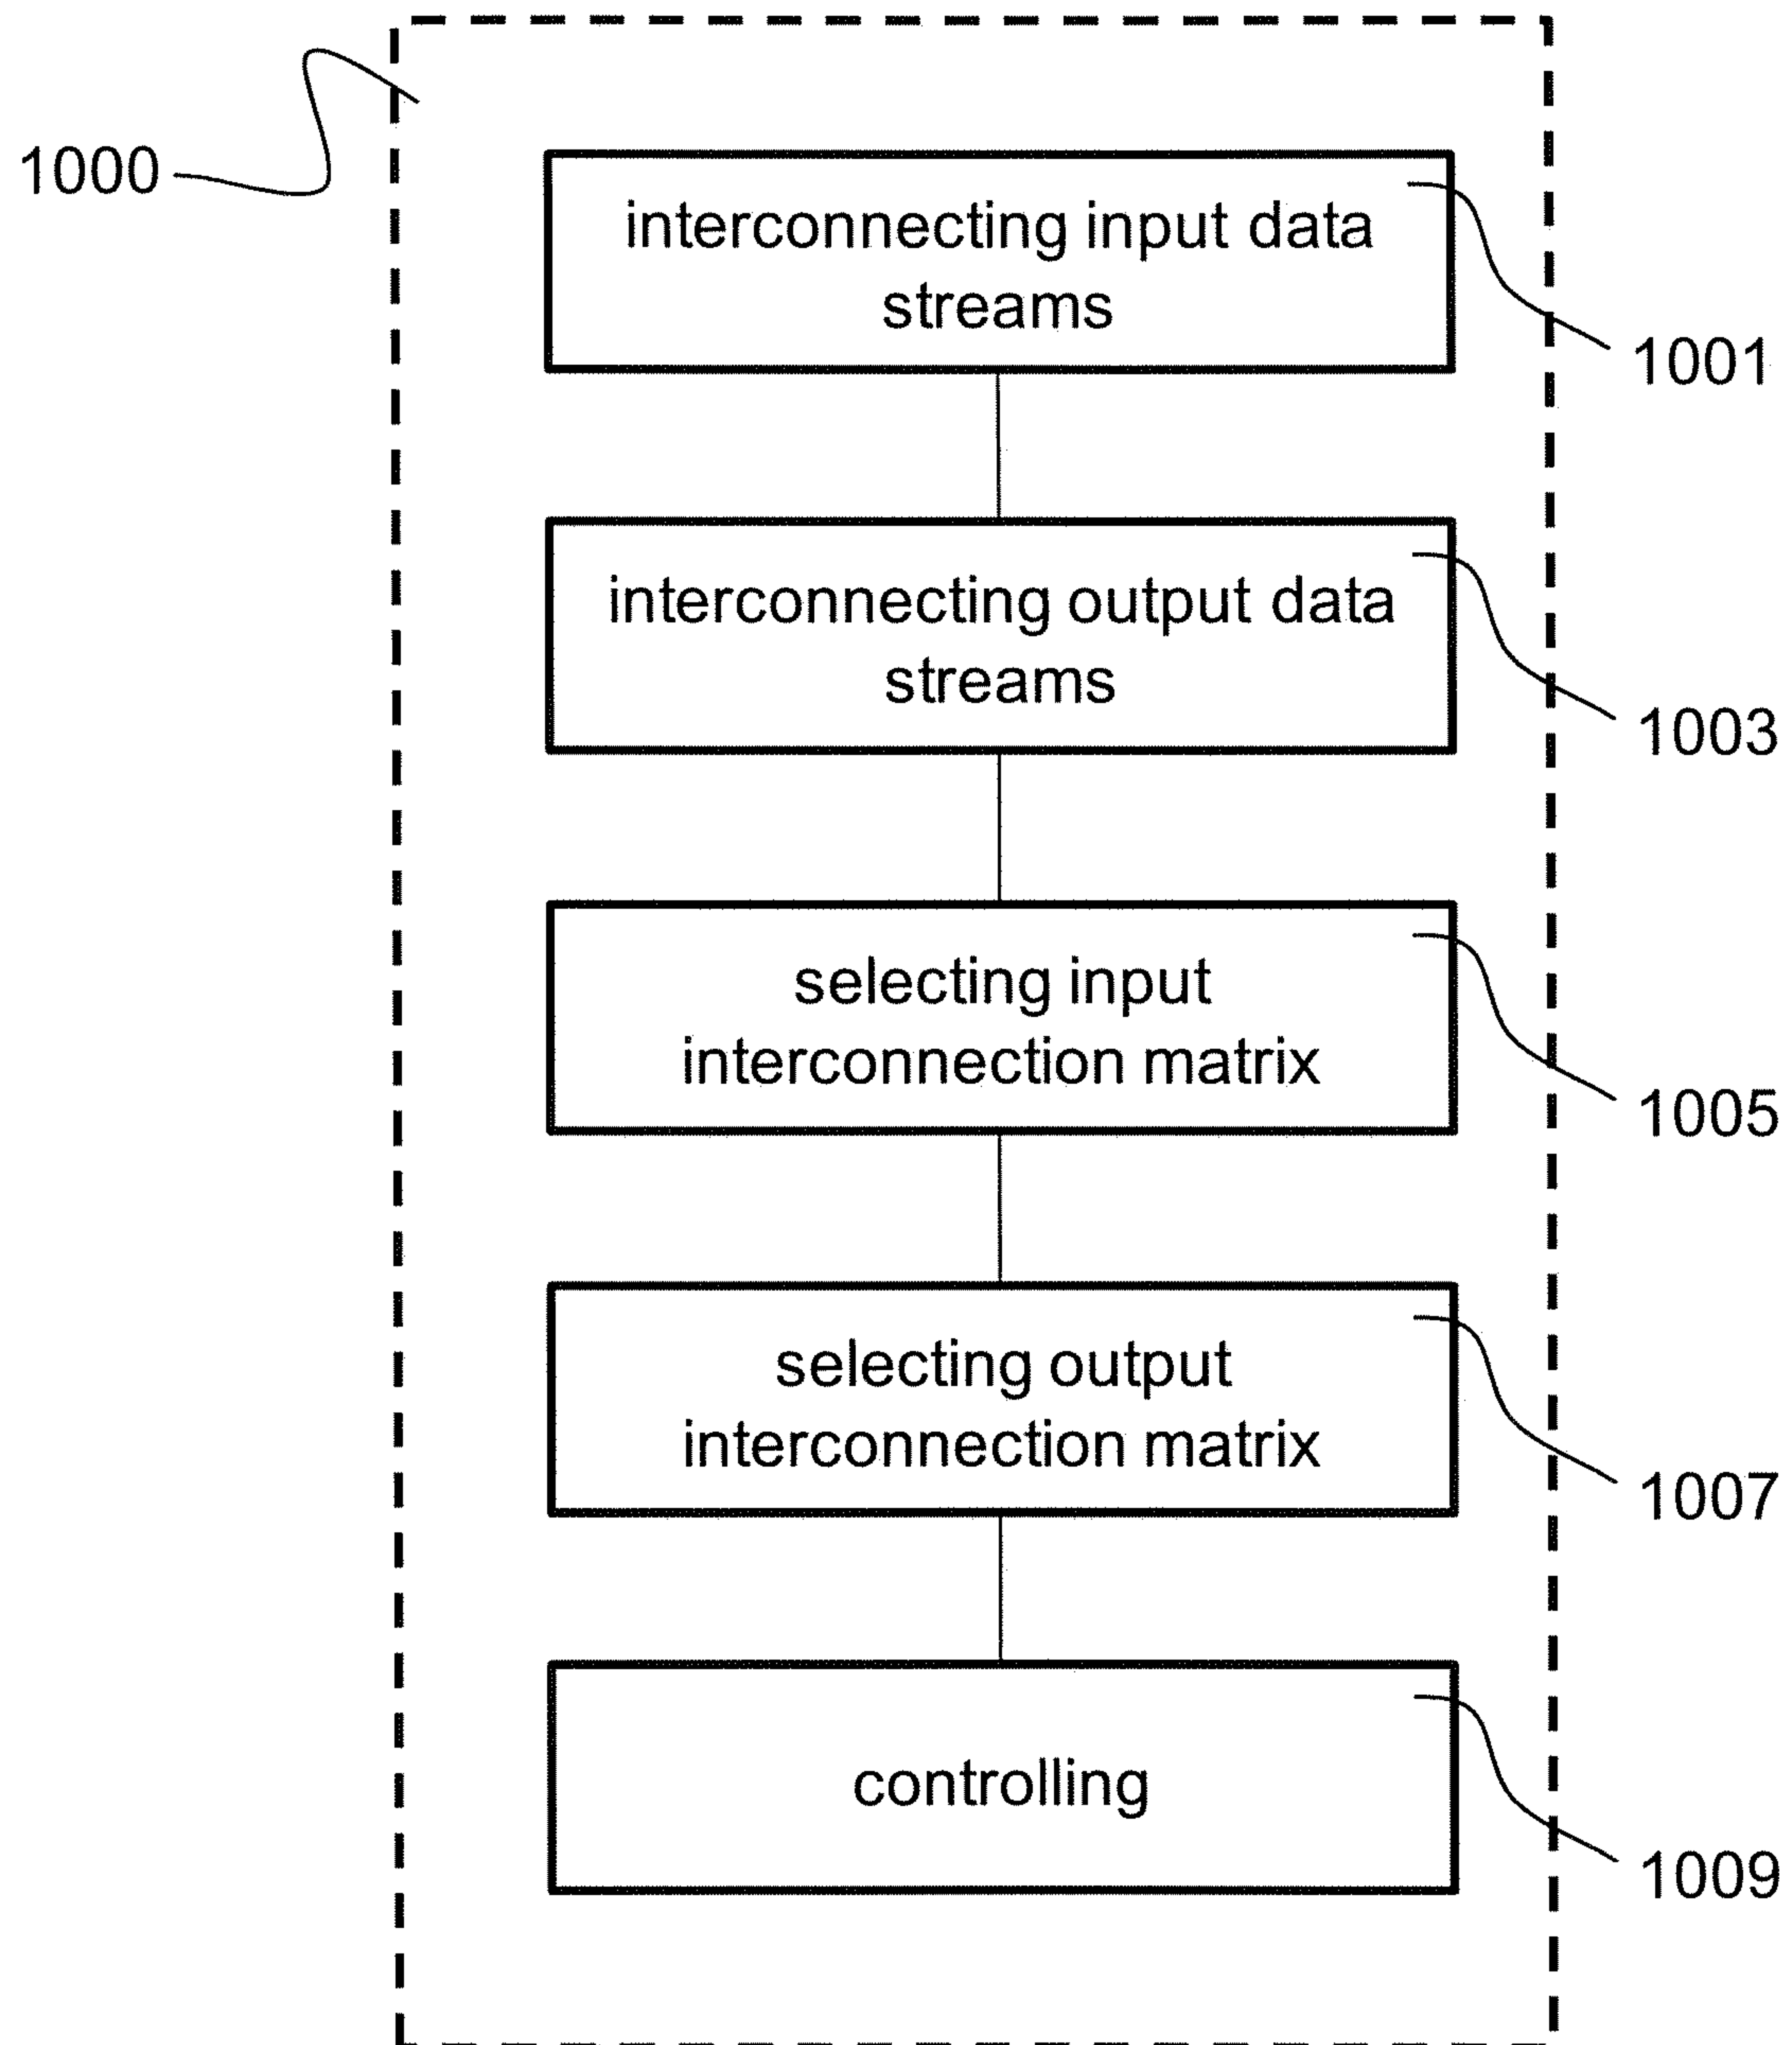 1000
interconnecting input data
streams
1001
interconnecting output data
streams
1003
selecting input
interconnection matrix
1005
selecting output
interconnection matrix
1007
controlling
1009